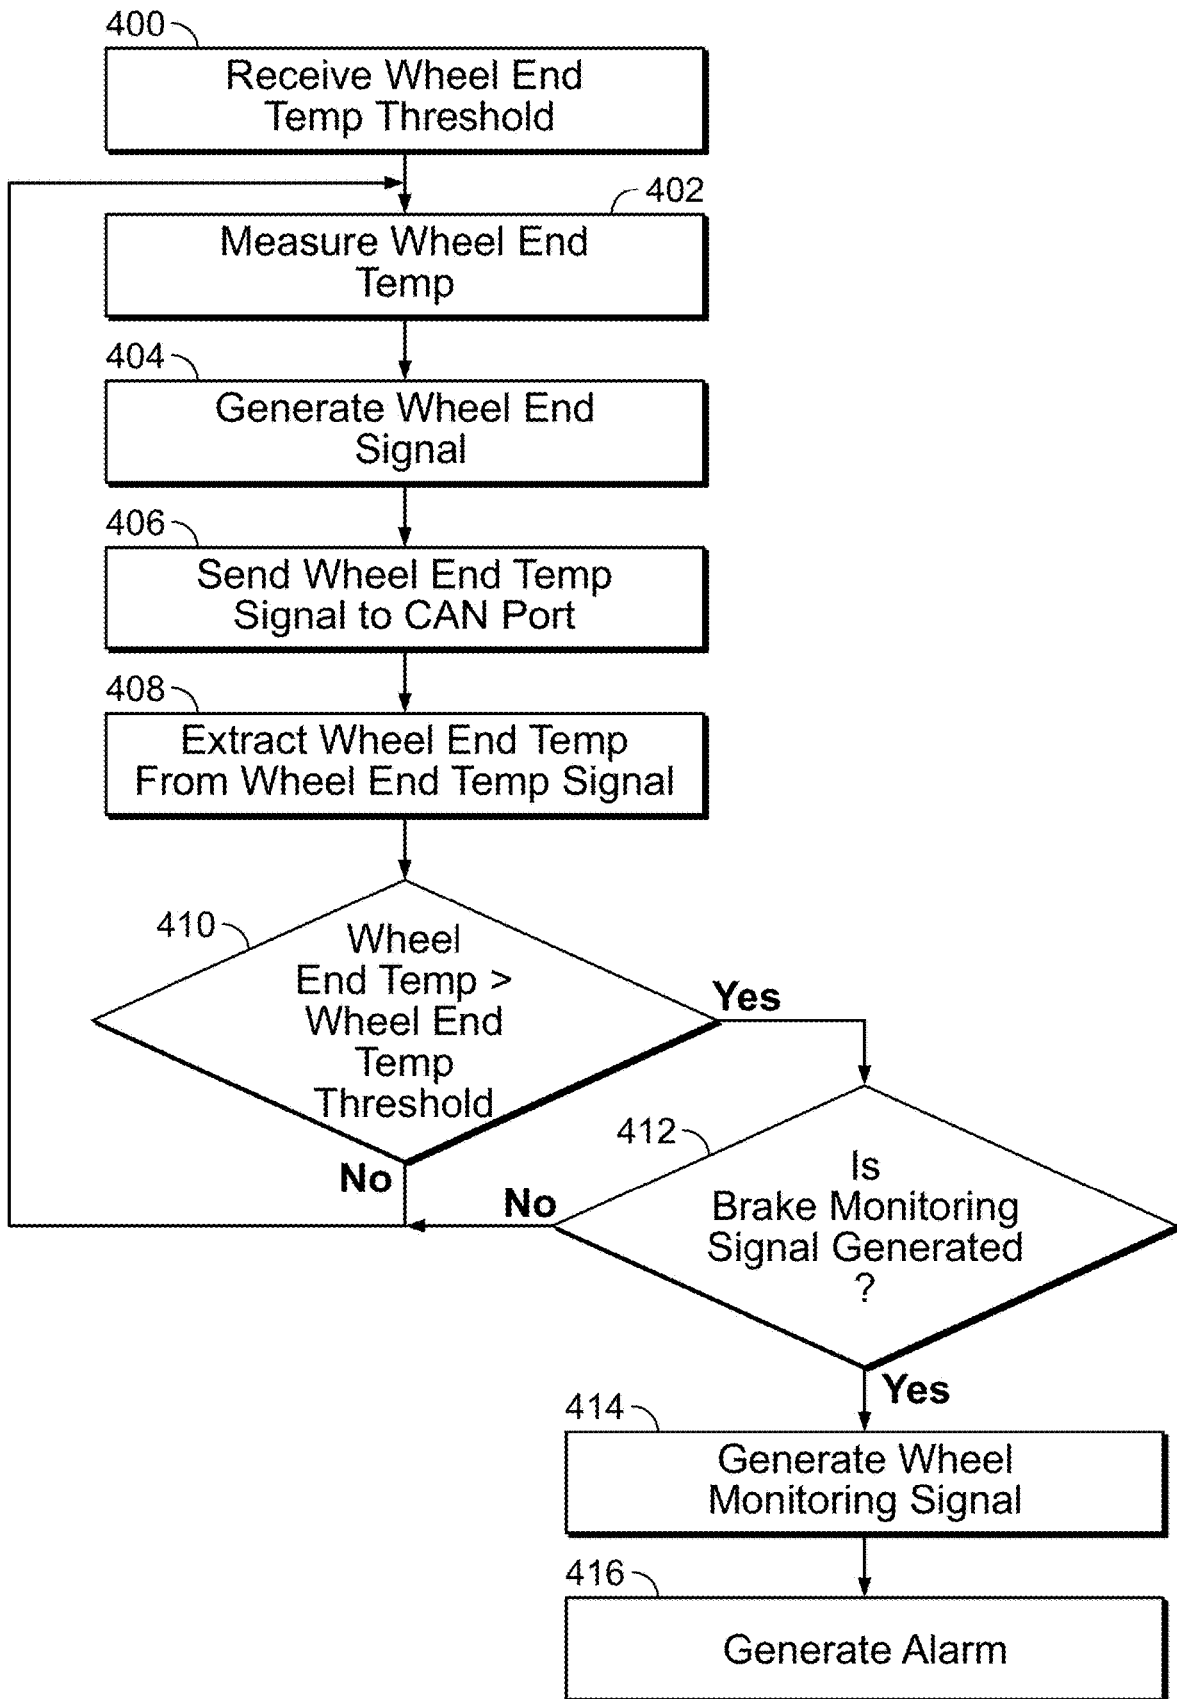 400
Receive Wheel End
Temp Threshold
402
Measure Wheel End
Temp
404
Generate Wheel End
Signal
406
Send Wheel End Temp
Signal to CAN Port
408
Extract Wheel End Temp
From Wheel End Temp Signal
410
Wheel
End Temp >
Wheel End
Temp
Threshold
Yes
No
412
Is
Brake Monitoring
Signal Generated
?
No
Yes
414
Generate Wheel
Monitoring Signal
416
Generate Alarm